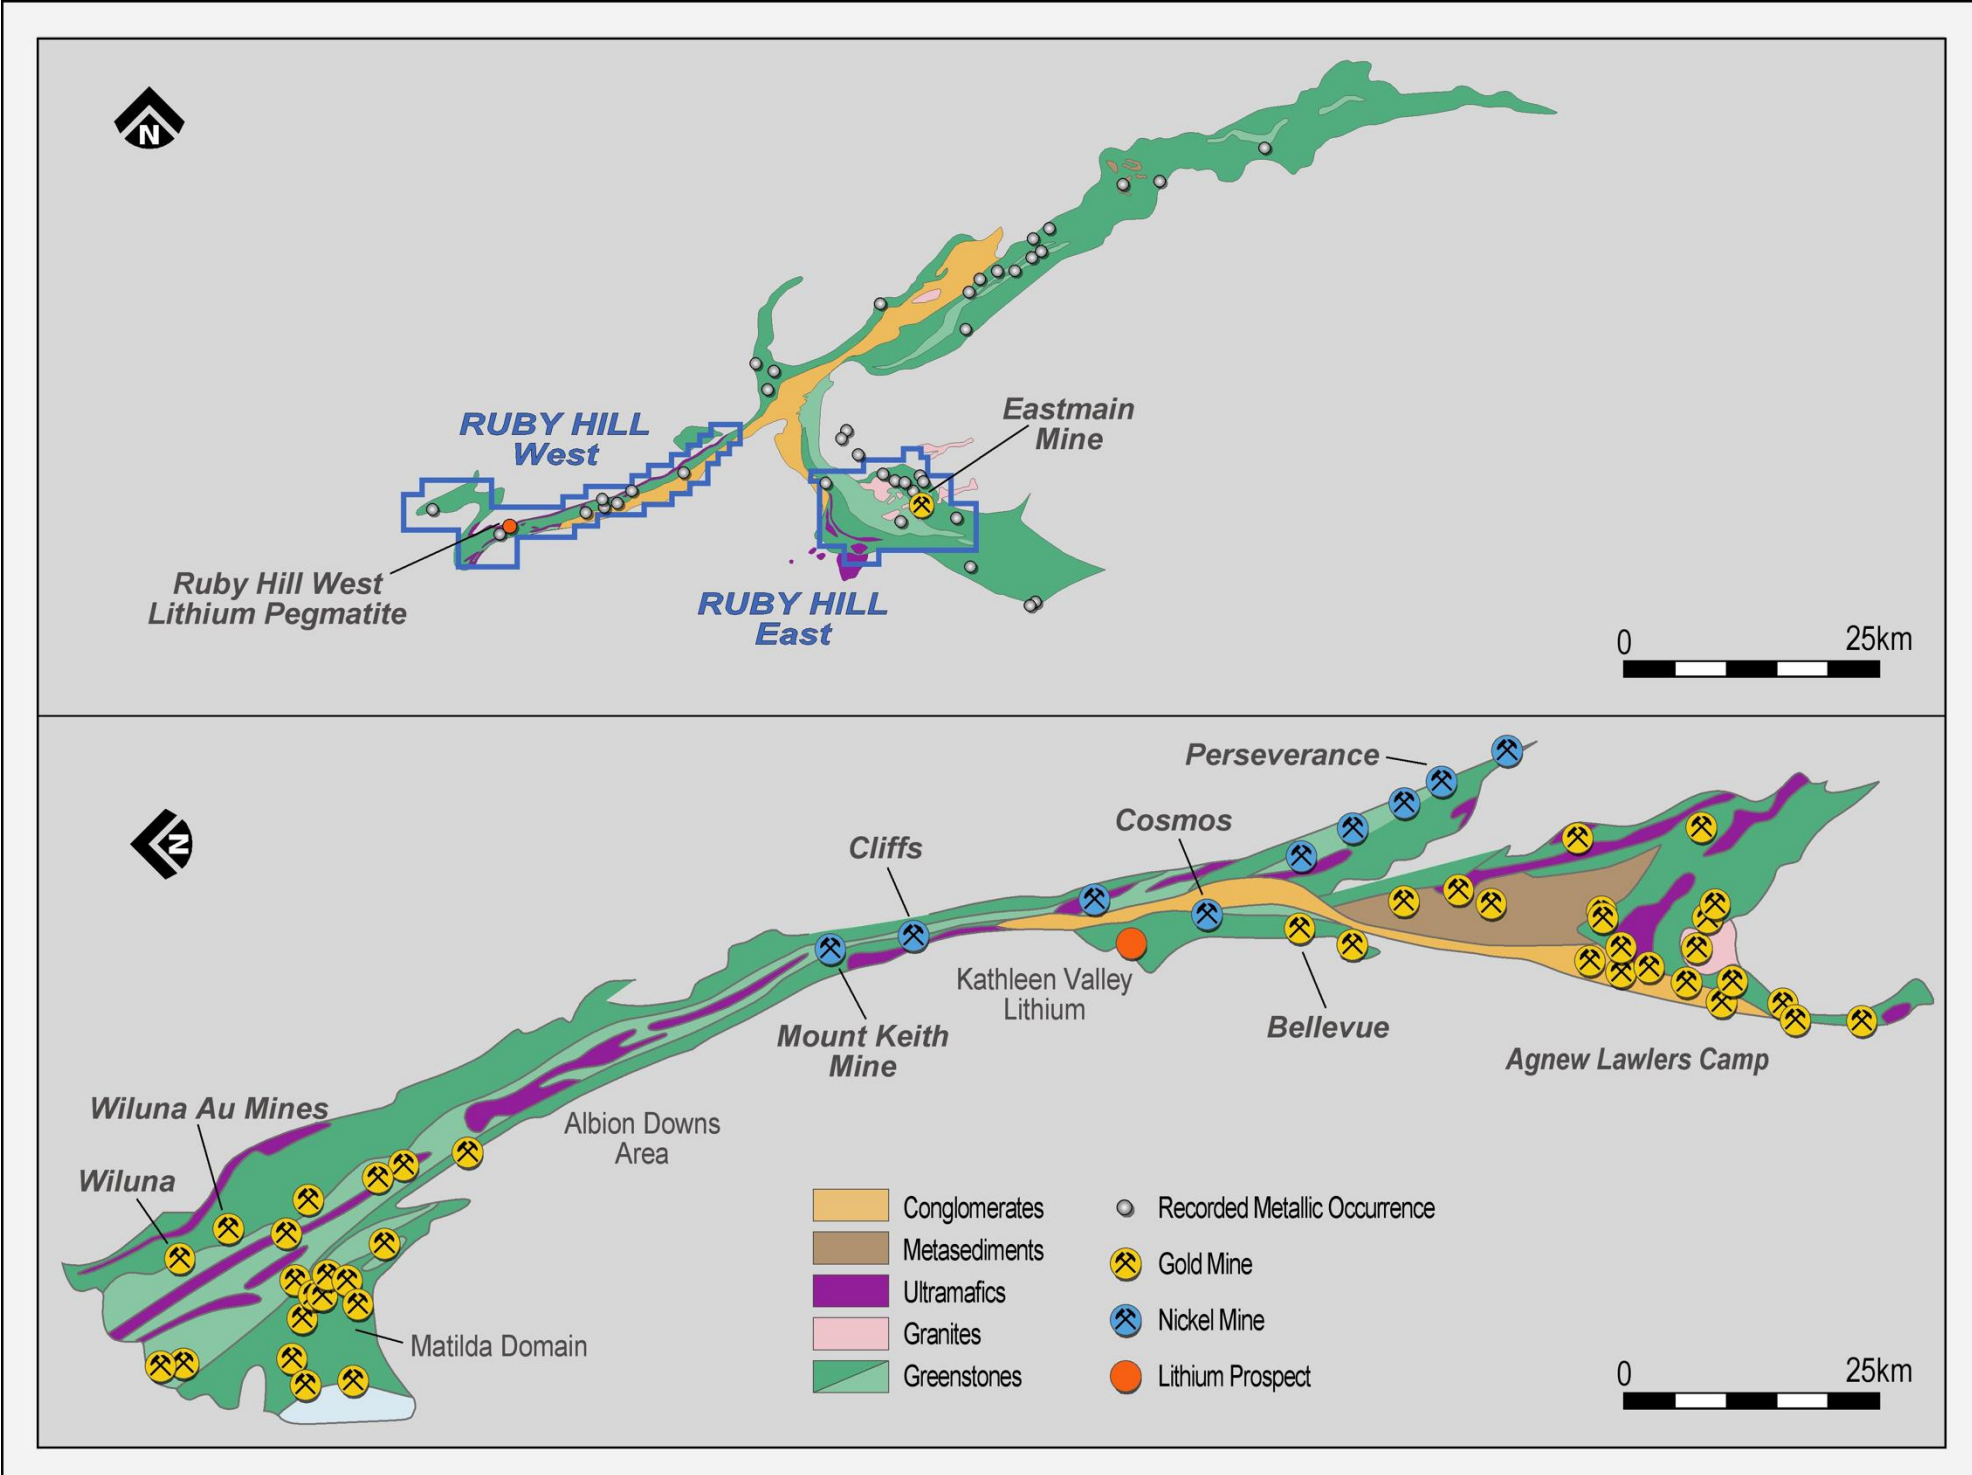 N
RUBY HILL
West
Eastmain
Mine
Ruby Hill West
Lithium Pegmatite
RUBY HILL
East
0 25km
Perseverance
Cosmos
N
Cliffs
Kathleen Valley
Lithium
Mount Keith
Mine
Bellevue
Agnew Lawlers Camp
Wiluna Au Mines
Albion Downs
Area
Wiluna
Matilda Domain
Conglomerates
Metasediments
Ultramafics
Granites
Greenstones
Recorded Metallic Occurrence
Gold Mine
Nickel Mine
Lithium Prospect
0 25km